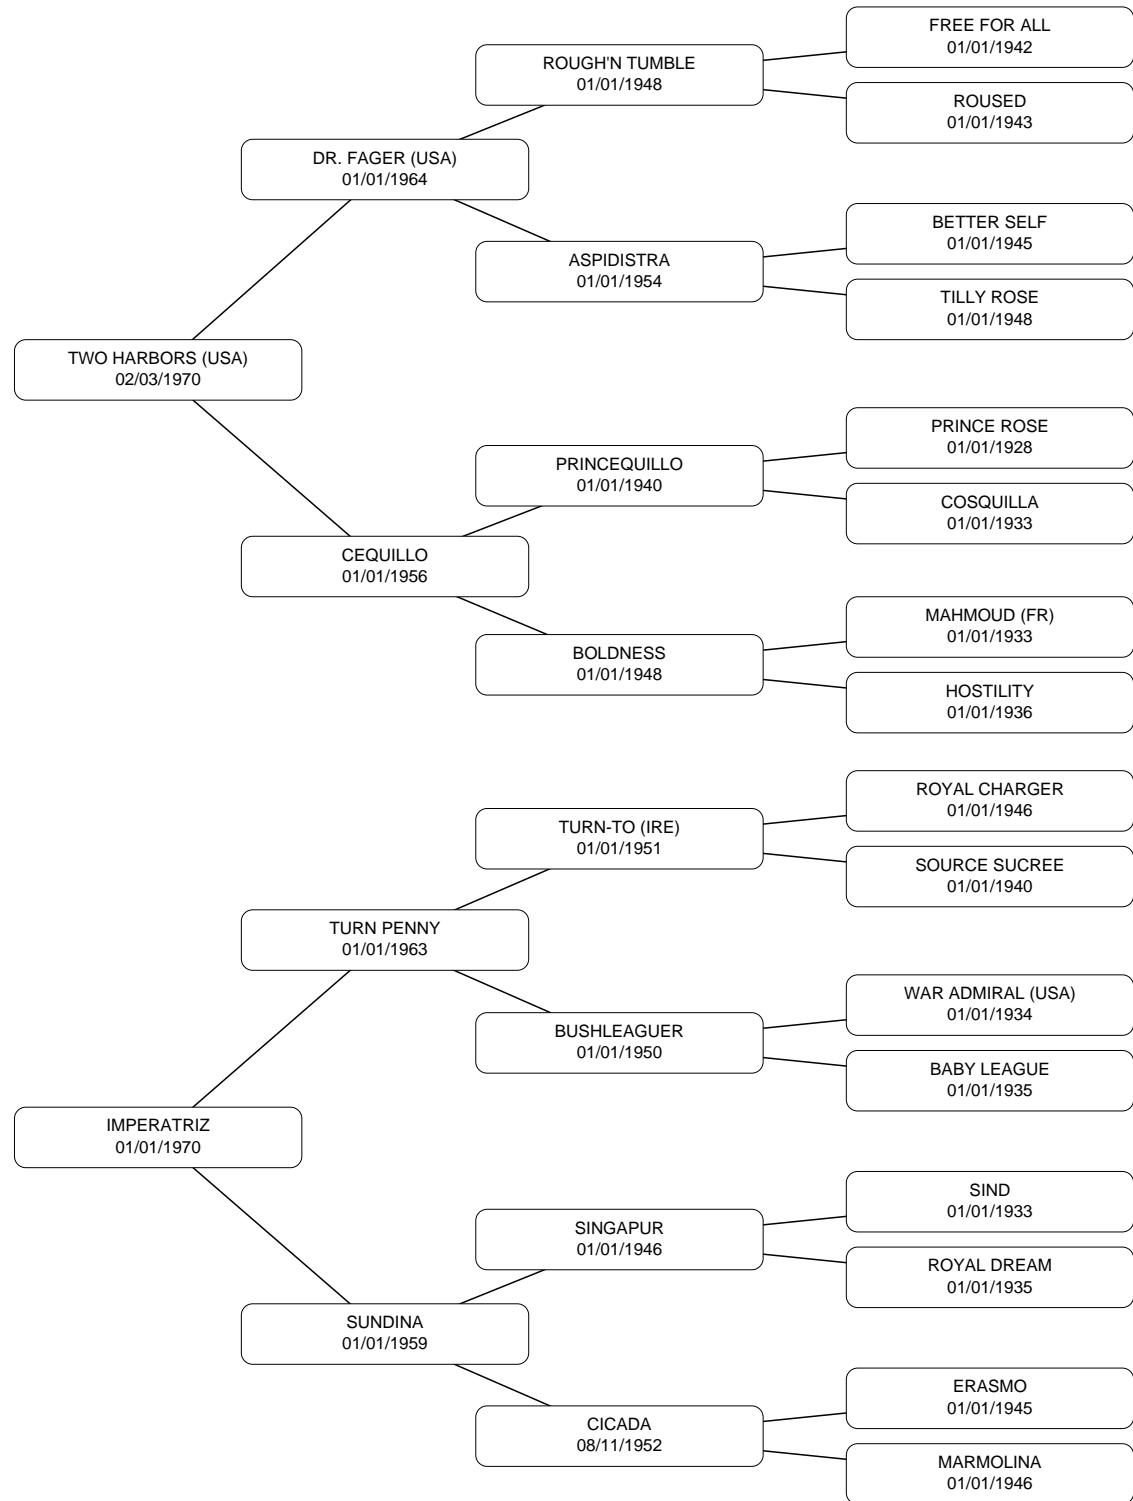 FREE FOR ALL
01/01/1942
ROUGH'N TUMBLE
01/01/1948
ROUSED
01/01/1943
DR. FAGER (USA)
01/01/1964
BETTER SELF
01/01/1945
ASPIDISTRA
01/01/1954
TILLY ROSE
01/01/1948
TWO HARBORS (USA)
02/03/1970
PRINCE ROSE
01/01/1928
PRINCEQUILLO
01/01/1940
COSQUILLA
01/01/1933
CEQUILLO
01/01/1956
MAHMOUD (FR)
01/01/1933
BOLDNESS
01/01/1948
HOSTILITY
01/01/1936
ROYAL CHARGER
01/01/1946
TURN-TO (IRE)
01/01/1951
SOURCE SUCREE
01/01/1940
TURN PENNY
01/01/1963
WAR ADMIRAL (USA)
01/01/1934
BUSHLEAGUER
01/01/1950
BABY LEAGUE
01/01/1935
IMPERATRIZ
01/01/1970
SIND
01/01/1933
SINGAPUR
01/01/1946
ROYAL DREAM
01/01/1935
SUNDINA
01/01/1959
ERASMO
01/01/1945
CICADA
08/11/1952
MARMOLINA
01/01/1946